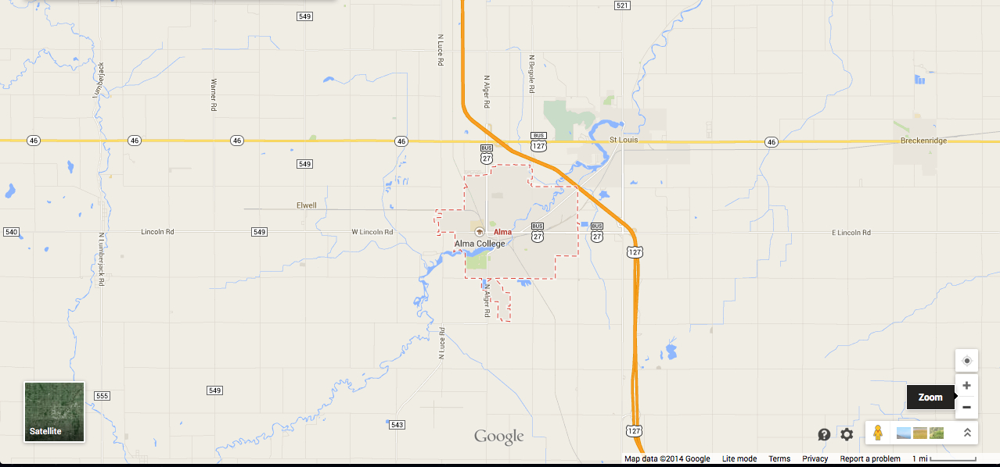 549
521
N Luce Rd
Lumberjack
Warner Rd
N Alger Rd
N Begole Rd
46
46
46
46
BUS
127
St Louis
46
Breckenridge
BUS
27
549
Elwell
540
Lincoln Rd
549
W Lincoln Rd
Alma
BUS
27
BUS
27
E Lincoln Rd
Alma College
127
N Lumberjack Rd
N Alger Rd
N Luce Rd
549
555
543
Zoom
Satellite
Google
127
Map data ©2014 Google Lite mode Terms Privacy Report a problem 1 mi